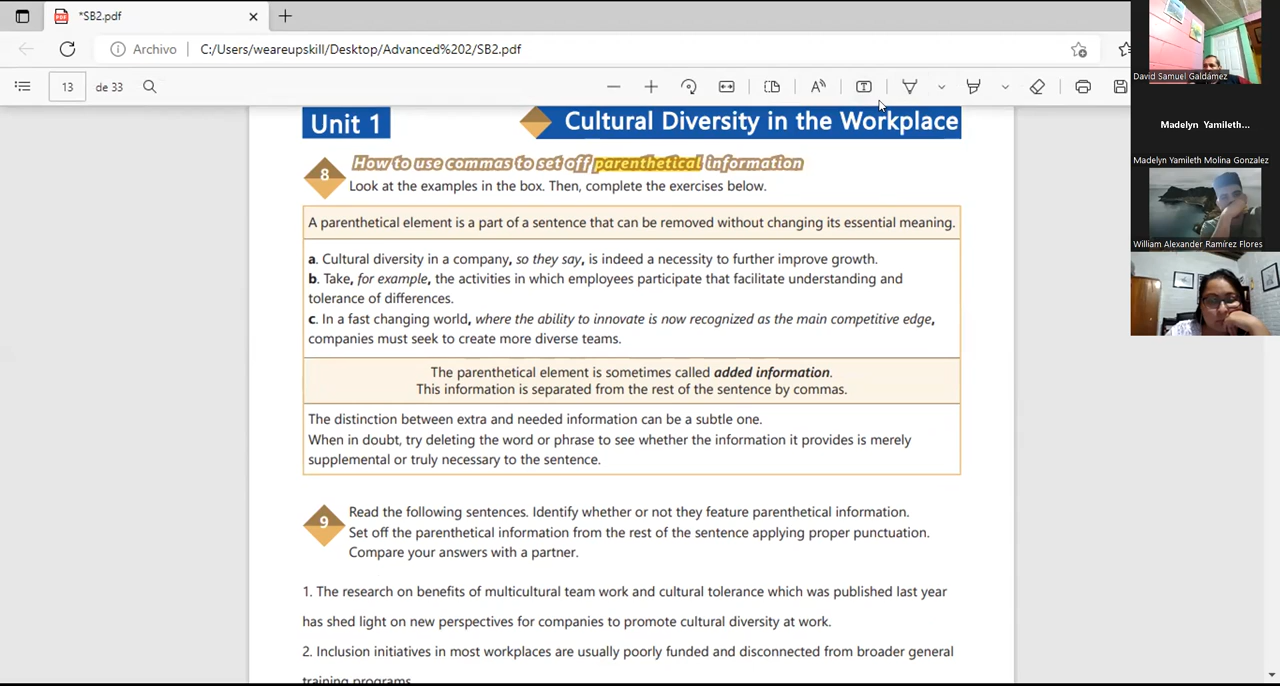 *SB2.pdf
Archivo
C:/Users/weareupskill/Desktop/Advanced%202/SB2.pdf
13 de 33
David Samuel Galdámez
Madelyn Yamileth...
Madelyn Yamileth Molina Gonzalez
William Alexander Ramírez Flores
Unit 1
Cultural Diversity in the Workplace
8
How to use commas to set off parenthetical information
Look at the examples in the box. Then, complete the exercises below.
A parenthetical element is a part of a sentence that can be removed without changing its essential meaning.
a. Cultural diversity in a company, so they say, is indeed a necessity to further improve growth.
b. Take, for example, the activities in which employees participate that facilitate understanding and
tolerance of differences.
c. In a fast changing world, where the ability to innovate is now recognized as the main competitive edge,
companies must seek to create more diverse teams.
The parenthetical element is sometimes called added information.
This information is separated from the rest of the sentence by commas.
The distinction between extra and needed information can be a subtle one.
When in doubt, try deleting the word or phrase to see whether the information it provides is merely
supplemental or truly necessary to the sentence.
9
Read the following sentences. Identify whether or not they feature parenthetical information.
Set off the parenthetical information from the rest of the sentence applying proper punctuation.
Compare your answers with a partner.
1. The research on benefits of multicultural team work and cultural tolerance which was published last year
has shed light on new perspectives for companies to promote cultural diversity at work.
2. Inclusion initiatives in most workplaces are usually poorly funded and disconnected from broader general
training programs